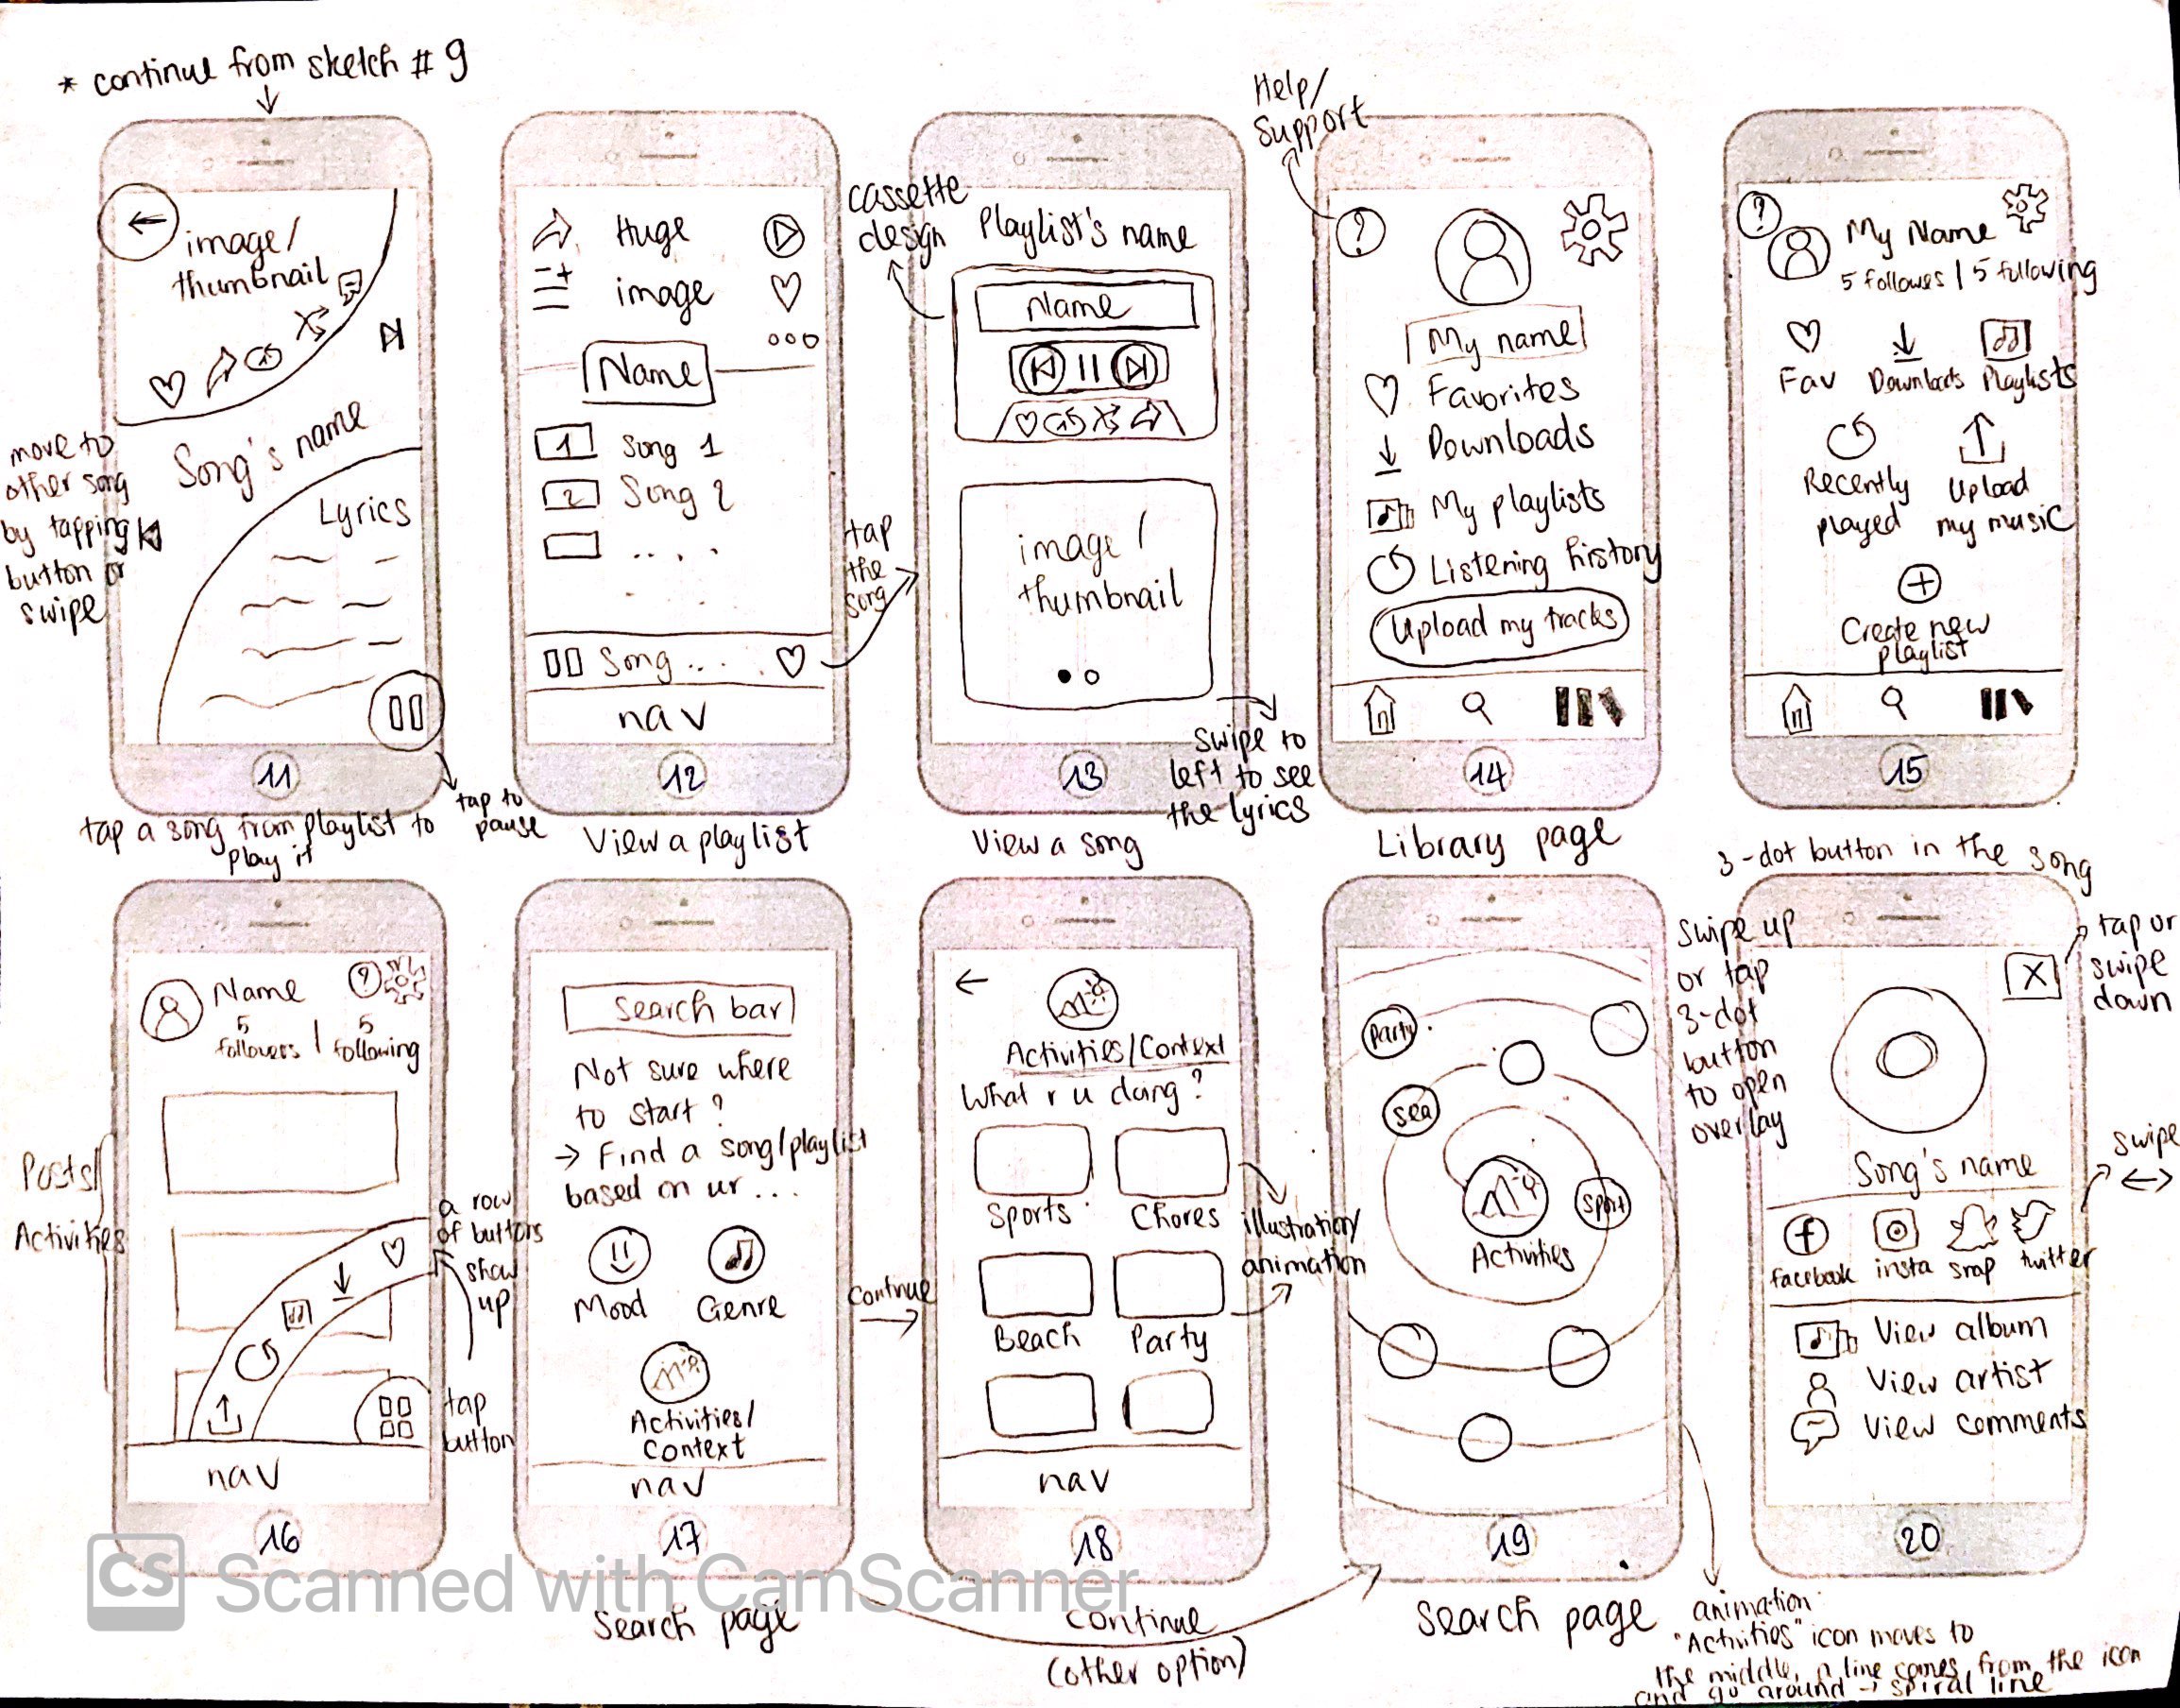 * continue from sketch # 9
image/
thumbnail
Song's name
Lyrics
move to
other song
by tapping
button or
swipe
11
tap to
pause
tap a song from playlist to
play it
Huge
image
Name
1 Song 1
2 Song 2
....
Song ...
nav
12
View a playlist
tap
the
song
cassette
design
Playlist's name
Name
image /
thumbnail
13
swipe to
left to see
the lyrics
View a song
Help/
Support
?
My name
Favorites
Downloads
My playlists
Listening history
Upload my tracks
14
Library page
?
My Name
5 followes | 5 following
Fav
Downloads
Playlists
Recently
played
Upload
my music
Create new
playlist
15
Name
?
5
followers
|
5
following
Posts/
Activities
a row
of buttons
show
up
tap
button
nav
16
search bar
Not sure where
to start ?
→ Find a song/playlist
based on ur ...
Mood
Genre
Activities/
Context
nav
17
Search page
continue
Activities/Context
What r u doing ?
Sports
Chores
Beach
Party
nav
18
illustration/
animation
continue
(other option)
Party
Sea
Sport
Activities
19
Search page
animation:
"Activities" icon moves to
the middle, a line comes from the icon
and go around → spiral line
3-dot button in the song
swipe up
or tap
3-dot
button
to open
overlay
X
tap or
swipe
down
Song's name
swipe
f
facebook
insta
snap
twitter
View album
View artist
View comments
20
CS Scanned with CamScanner